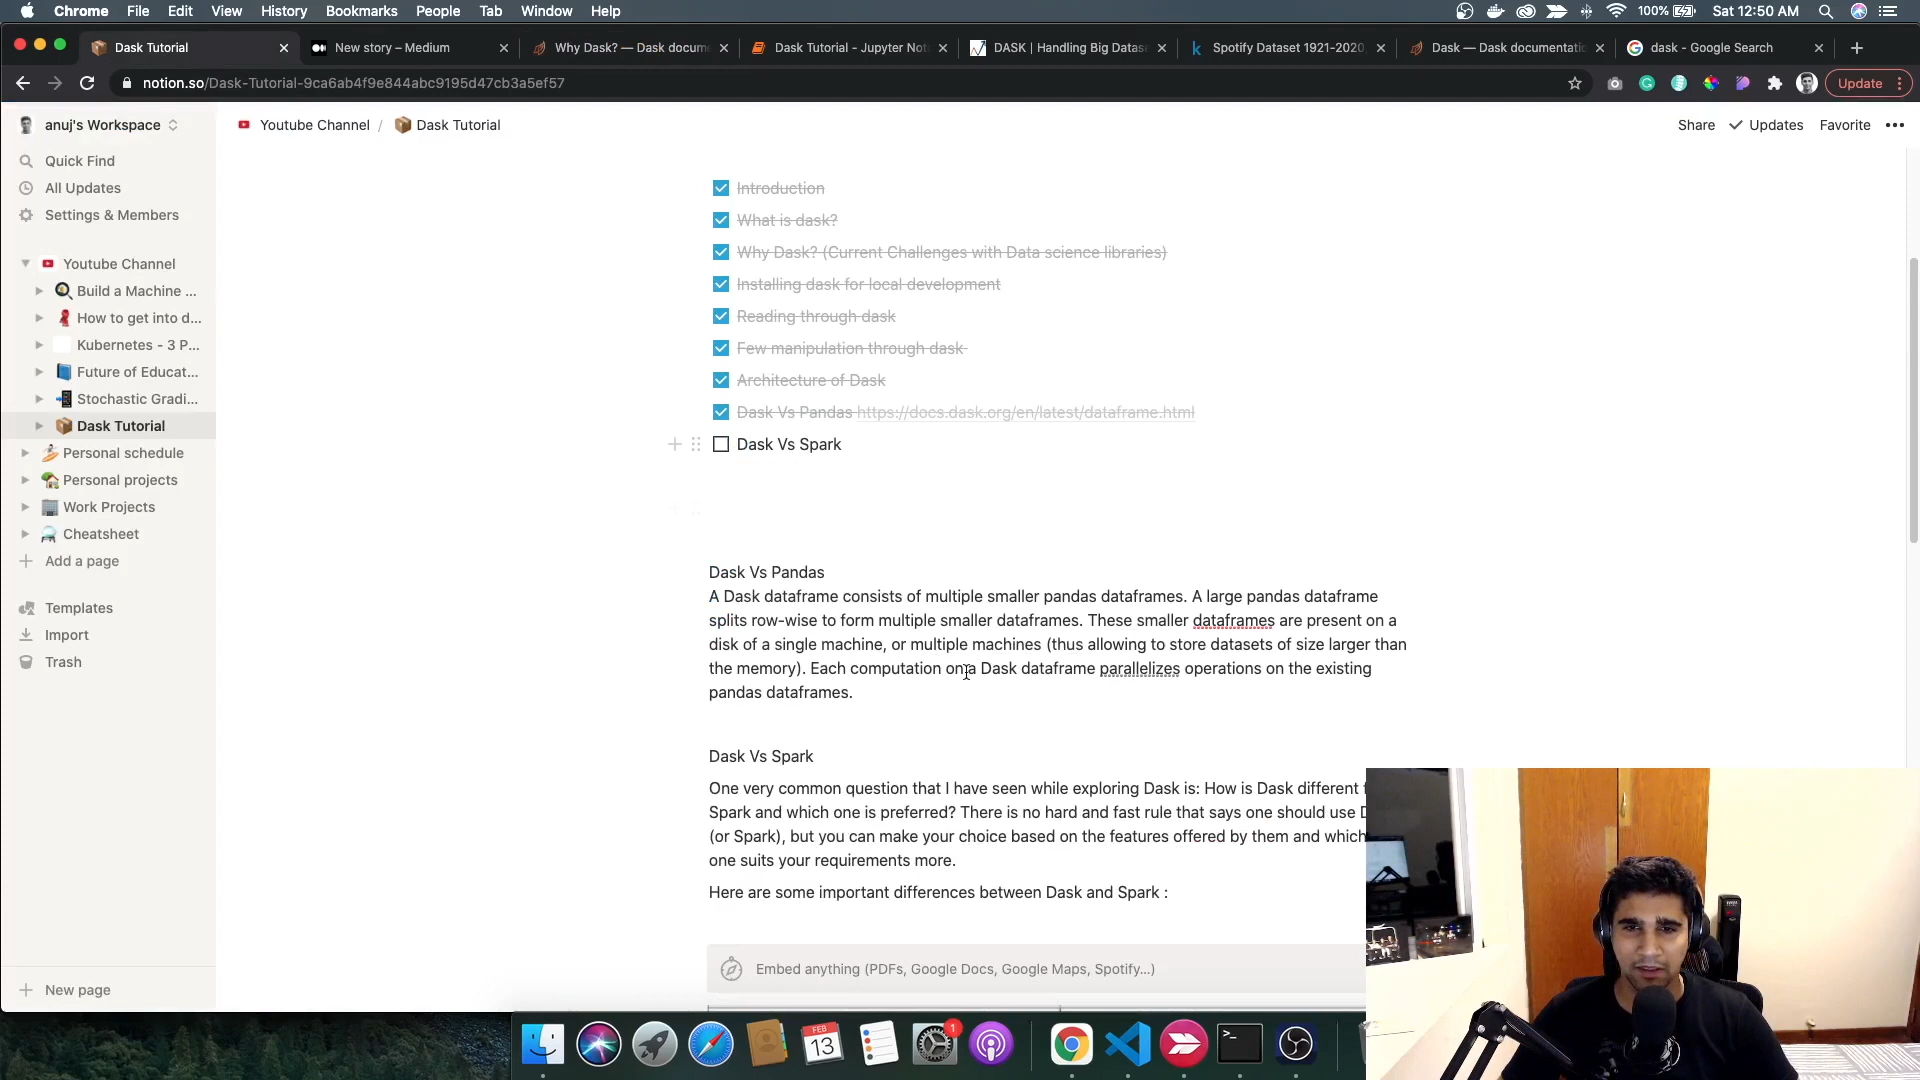 Chrome File Edit View History Bookmarks People Tab Window Help 100% Sat 12:50 AM
Dask Tutorial New story – Medium Why Dask? — Dask docum Dask Tutorial - Jupyter Not DASK | Handling Big Datas Spotify Dataset 1921-2020, Dask — Dask documentati dask - Google Search
notion.so/Dask-Tutorial-9ca6ab4f9e844abc9195d47cb3a5ef57 Update
anuj's Workspace
Youtube Channel / Dask Tutorial
Share Updates Favorite
Quick Find
All Updates
Settings & Members
Youtube Channel
Build a Machine ...
How to get into d...
Kubernetes - 3 P...
Future of Educat...
Stochastic Gradi...
Dask Tutorial
Personal schedule
Personal projects
Work Projects
Cheatsheet
Add a page
Templates
Import
Trash
New page
Introduction
What is dask?
Why Dask? (Current Challenges with Data science libraries)
Installing dask for local development
Reading through dask
Few manipulation through dask
Architecture of Dask
Dask Vs Pandas https://docs.dask.org/en/latest/dataframe.html
Dask Vs Spark
Dask Vs Pandas
A Dask dataframe consists of multiple smaller pandas dataframes. A large pandas dataframe
splits row-wise to form multiple smaller dataframes. These smaller dataframes are present on a
disk of a single machine, or multiple machines (thus allowing to store datasets of size larger than
the memory). Each computation on a Dask dataframe parallelizes operations on the existing
pandas dataframes.
Dask Vs Spark
One very common question that I have seen while exploring Dask is: How is Dask different
Spark and which one is preferred? There is no hard and fast rule that says one should use
(or Spark), but you can make your choice based on the features offered by them and which
one suits your requirements more.
Here are some important differences between Dask and Spark :
Embed anything (PDFs, Google Docs, Google Maps, Spotify...)
FEB
13
1